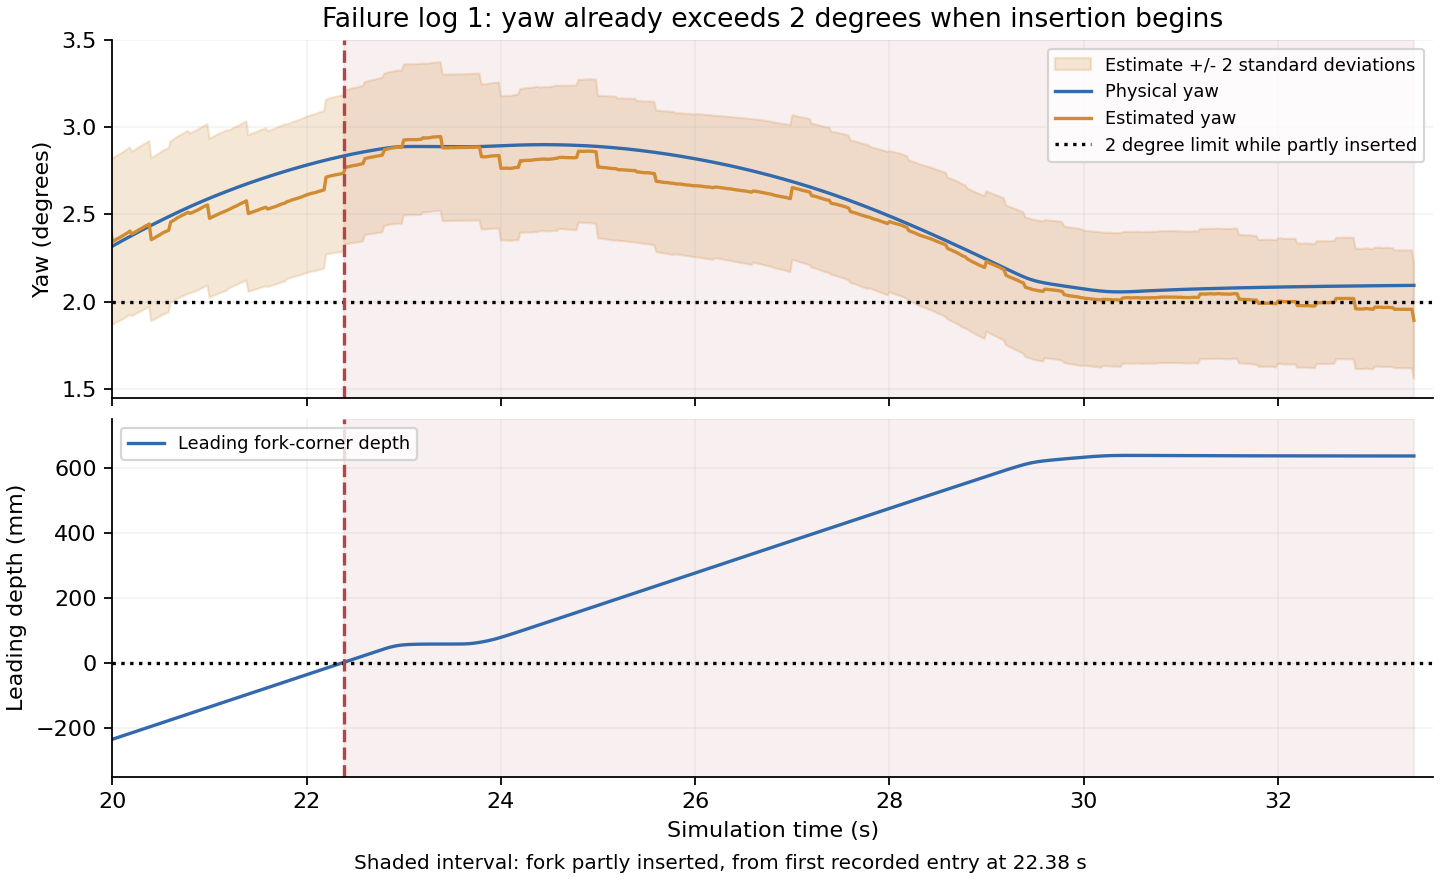 Failure log 1: yaw already exceeds 2 degrees when insertion begins
3.5
3.0
2.5
2.0
1.5
Yaw (degrees)
Estimate +/- 2 standard deviations
Physical yaw
Estimated yaw
2 degree limit while partly inserted
Leading fork-corner depth
600
400
200
0
−200
Leading depth (mm)
20
22
24
26
28
30
32
Simulation time (s)
Shaded interval: fork partly inserted, from first recorded entry at 22.38 s